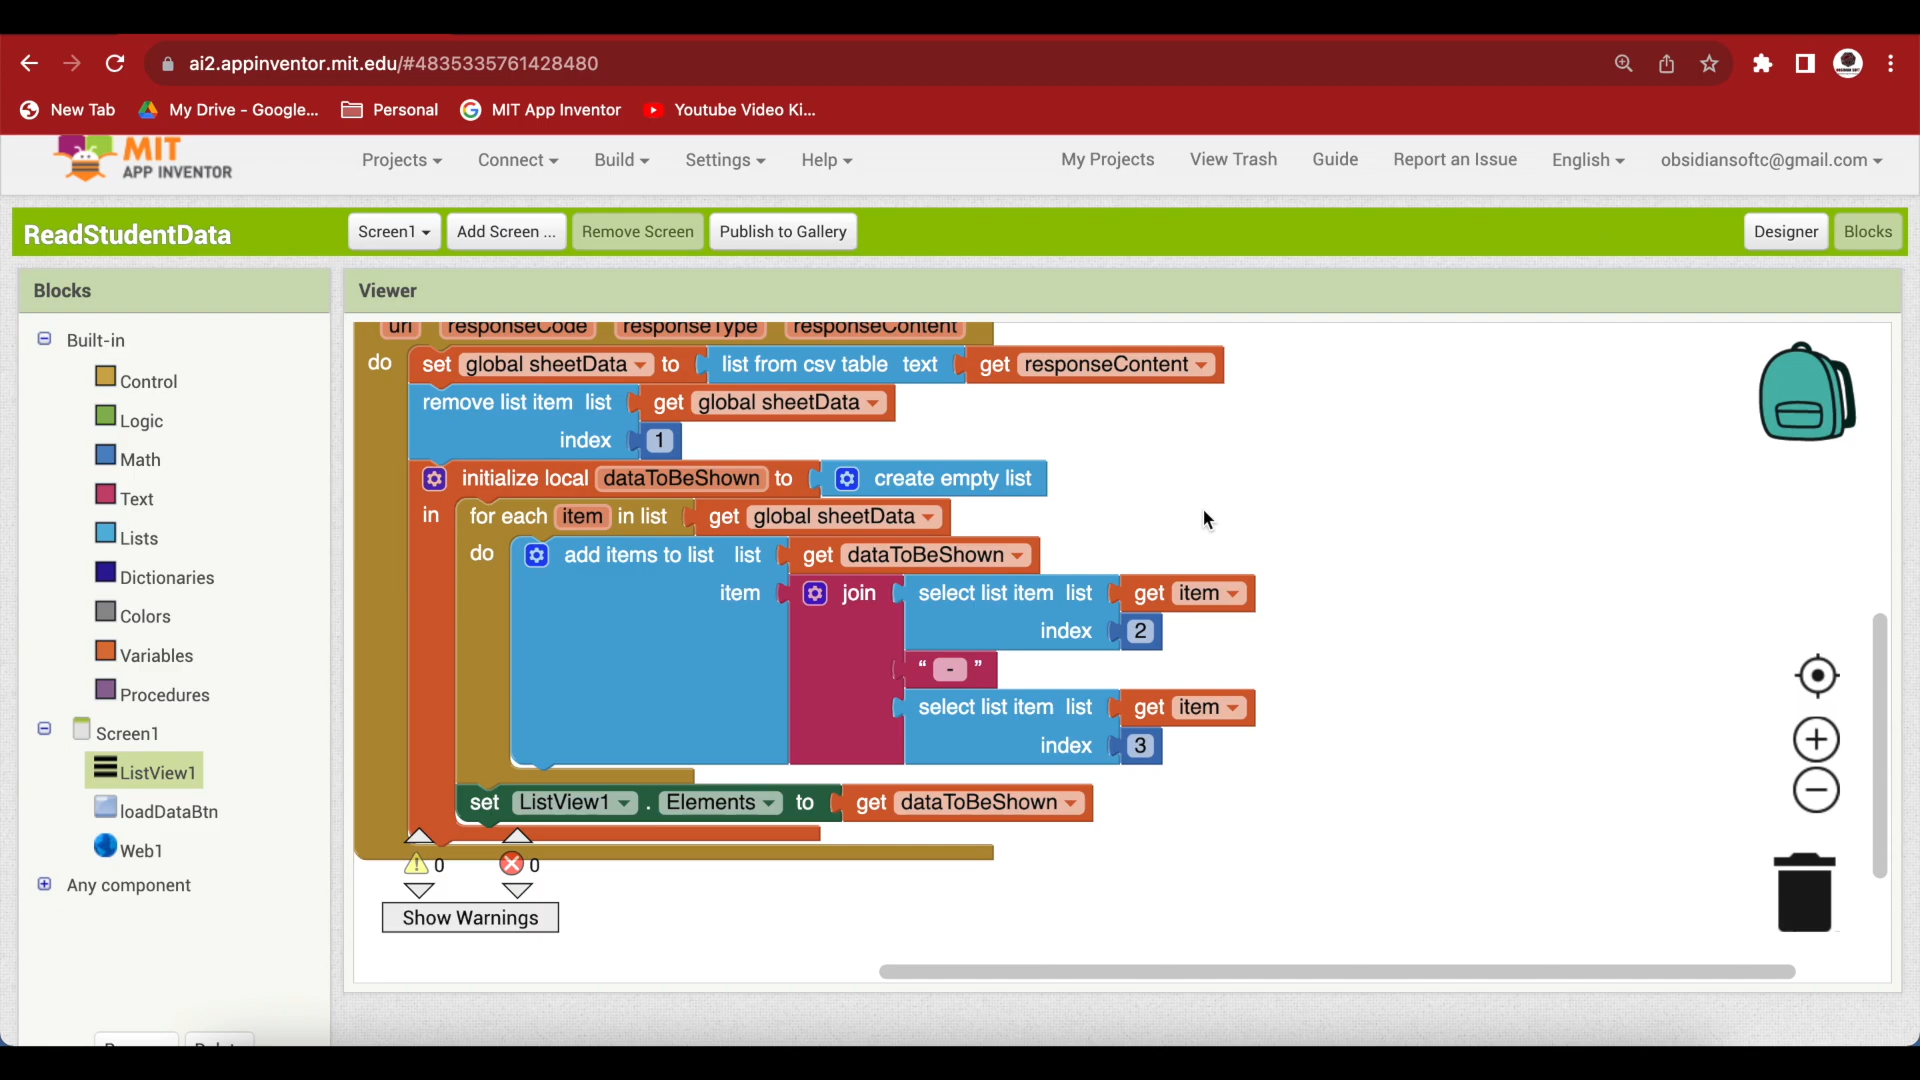 ai2.appinventor.mit.edu/#4835335761428480
New Tab My Drive - Google... Personal MIT App Inventor Youtube Video Ki...
MIT
APP INVENTOR
Projects Connect Build Settings Help My Projects View Trash Guide Report an Issue English obsidiansoftc@gmail.com
ReadStudentData Screen1 Add Screen ... Remove Screen Publish to Gallery Designer Blocks
Blocks
Viewer
Built-in
Control
Logic
Math
Text
Lists
Dictionaries
Colors
Variables
Procedures
Screen1
ListView1
loadDataBtn
Web1
Any component
url responseCode responseType responseContent
do set global sheetData to list from csv table text get responseContent
remove list item list get global sheetData
index 1
initialize local dataToBeShown to create empty list
in for each item in list get global sheetData
do add items to list list get dataToBeShown
item join select list item list get item
index 2
“ - ”
select list item list get item
index 3
set ListView1 . Elements to get dataToBeShown
0 0
Show Warnings